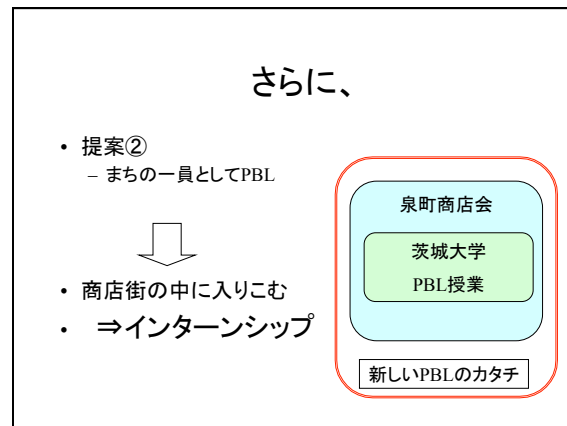 さらに、
• 提案②
– まちの一員としてPBL
• 商店街の中に入りこむ
• ⇒インターンシップ
泉町商店会
茨城大学
PBL授業
新しいPBLのカタチ